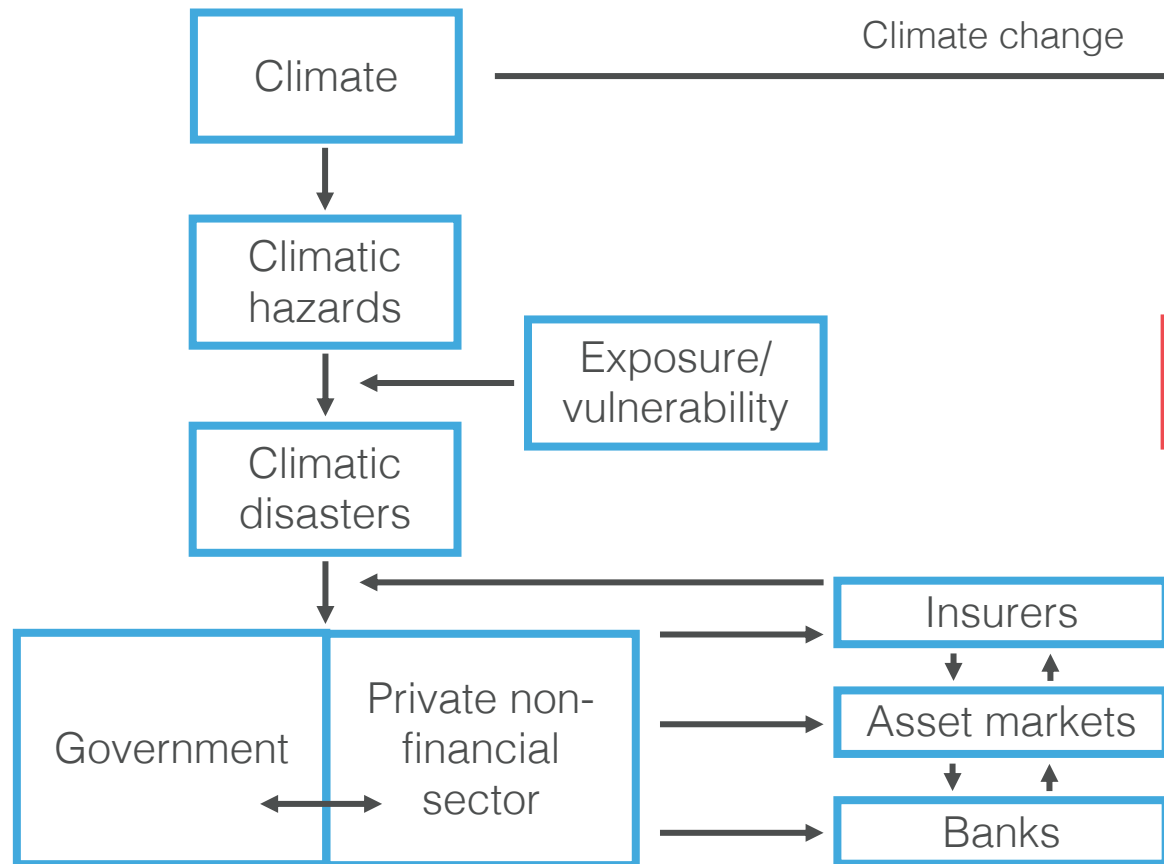 Climate change
Climate
Climatic
hazards
Exposure/
vulnerability
Climatic
disasters
Insurers
Private non-
financial
sector
Government
Asset markets
Banks